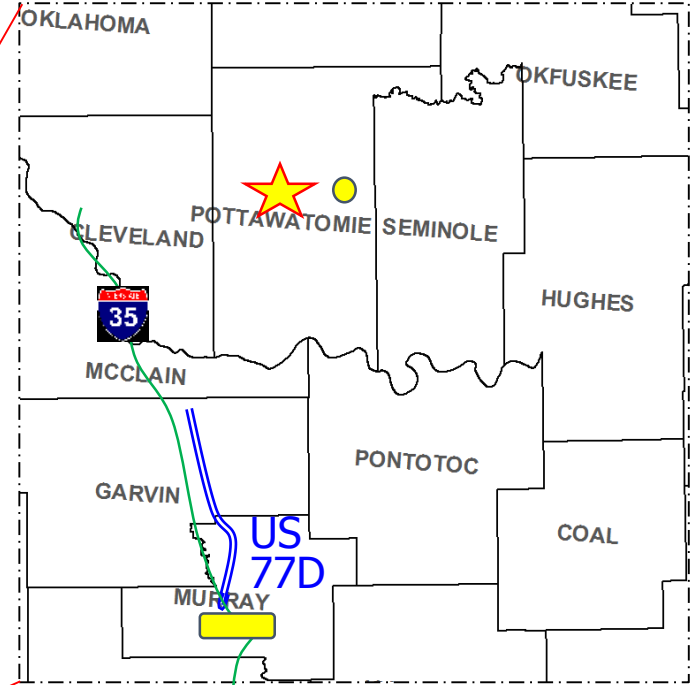 OKLAHOMA
OKFUSKEE
POTTAWATOMIE
SEMINOLE
CLEVELAND
HUGHES
35
MCCLAIN
PONTOTOC
GARVIN
US
77D
COAL
MURRAY